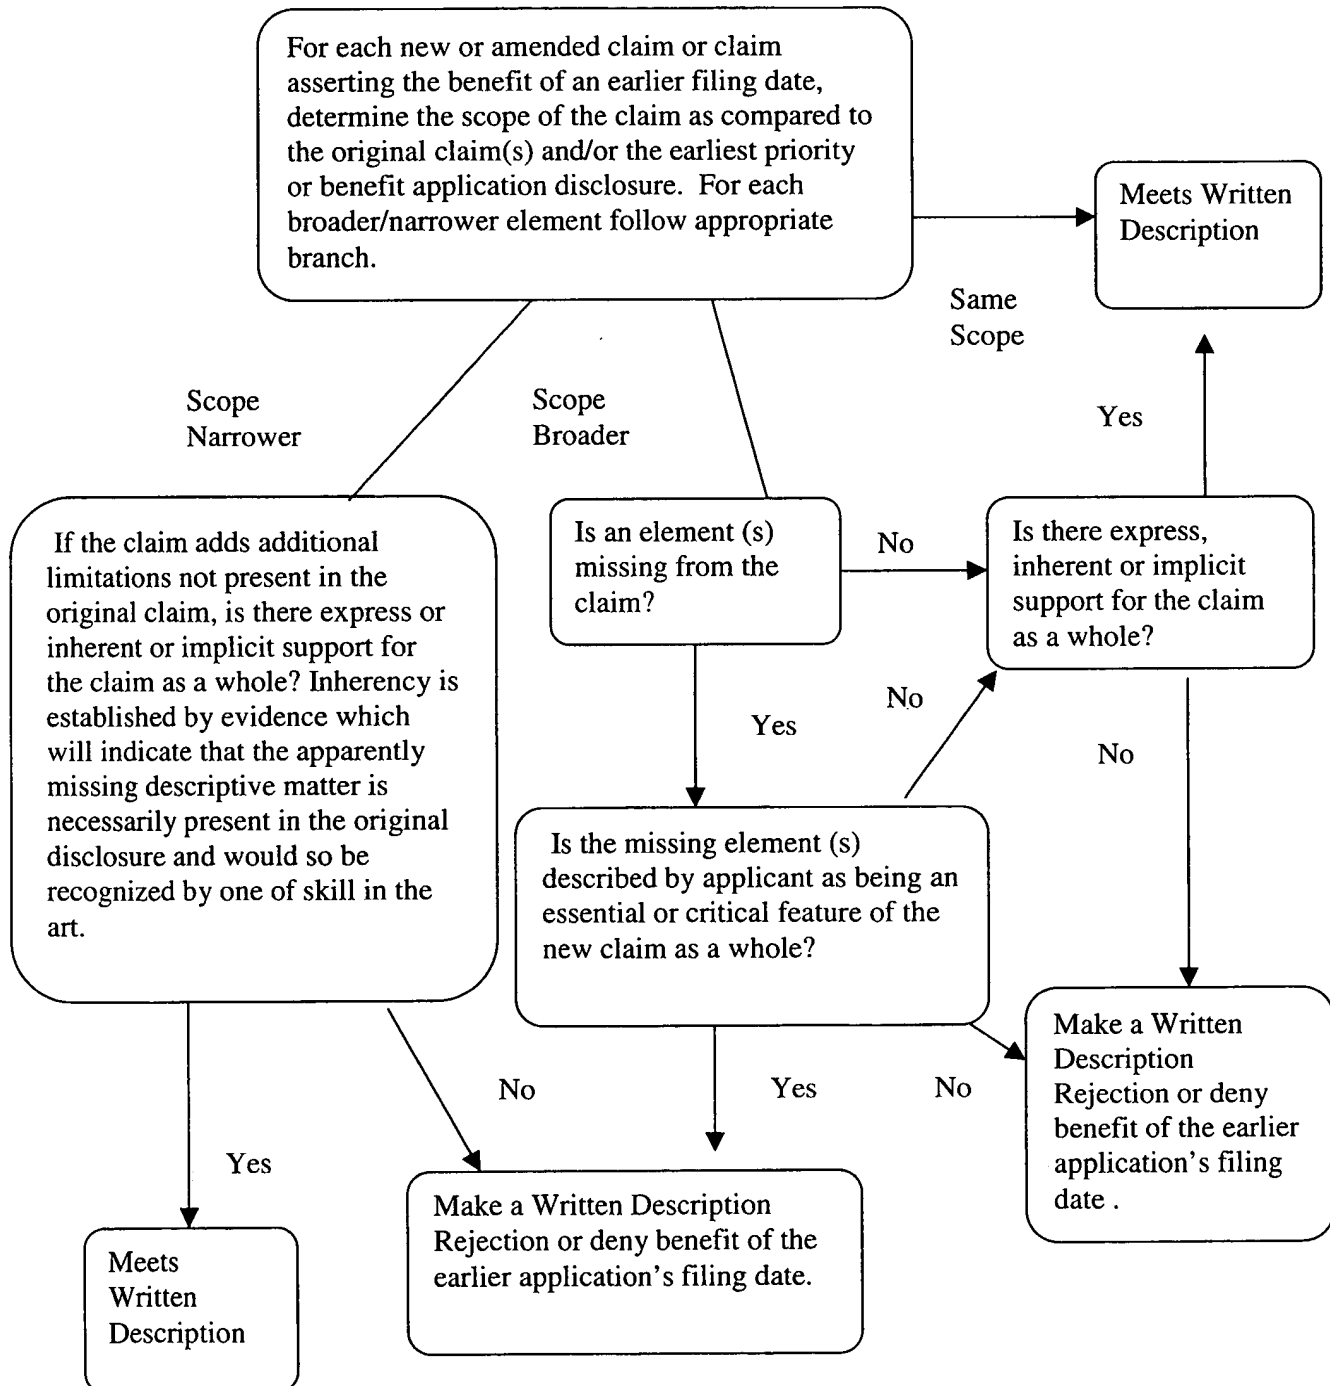 For each new or amended claim or claim
asserting the benefit of an earlier filing date,
determine the scope of the claim as compared to
the original claim(s) and/or the earliest priority
or benefit application disclosure. For each
broader/narrower element follow appropriate
branch.
Meets Written
Description
Same
Scope
Scope
Narrower
Scope
Broader
Yes
If the claim adds additional
limitations not present in the
original claim, is there express or
inherent or implicit support for
the claim as a whole? Inherency is
established by evidence which
will indicate that the apparently
missing descriptive matter is
necessarily present in the original
disclosure and would so be
recognized by one of skill in the
art.
Is an element (s)
missing from the
claim?
No
Is there express,
inherent or implicit
support for the claim
as a whole?
Yes
No
No
Is the missing element (s)
described by applicant as being an
essential or critical feature of the
new claim as a whole?
Make a Written
Description
Rejection or deny
benefit of the earlier
application's filing
date .
No
Yes
No
Yes
Meets
Written
Description
Make a Written Description
Rejection or deny benefit of the
earlier application's filing date.